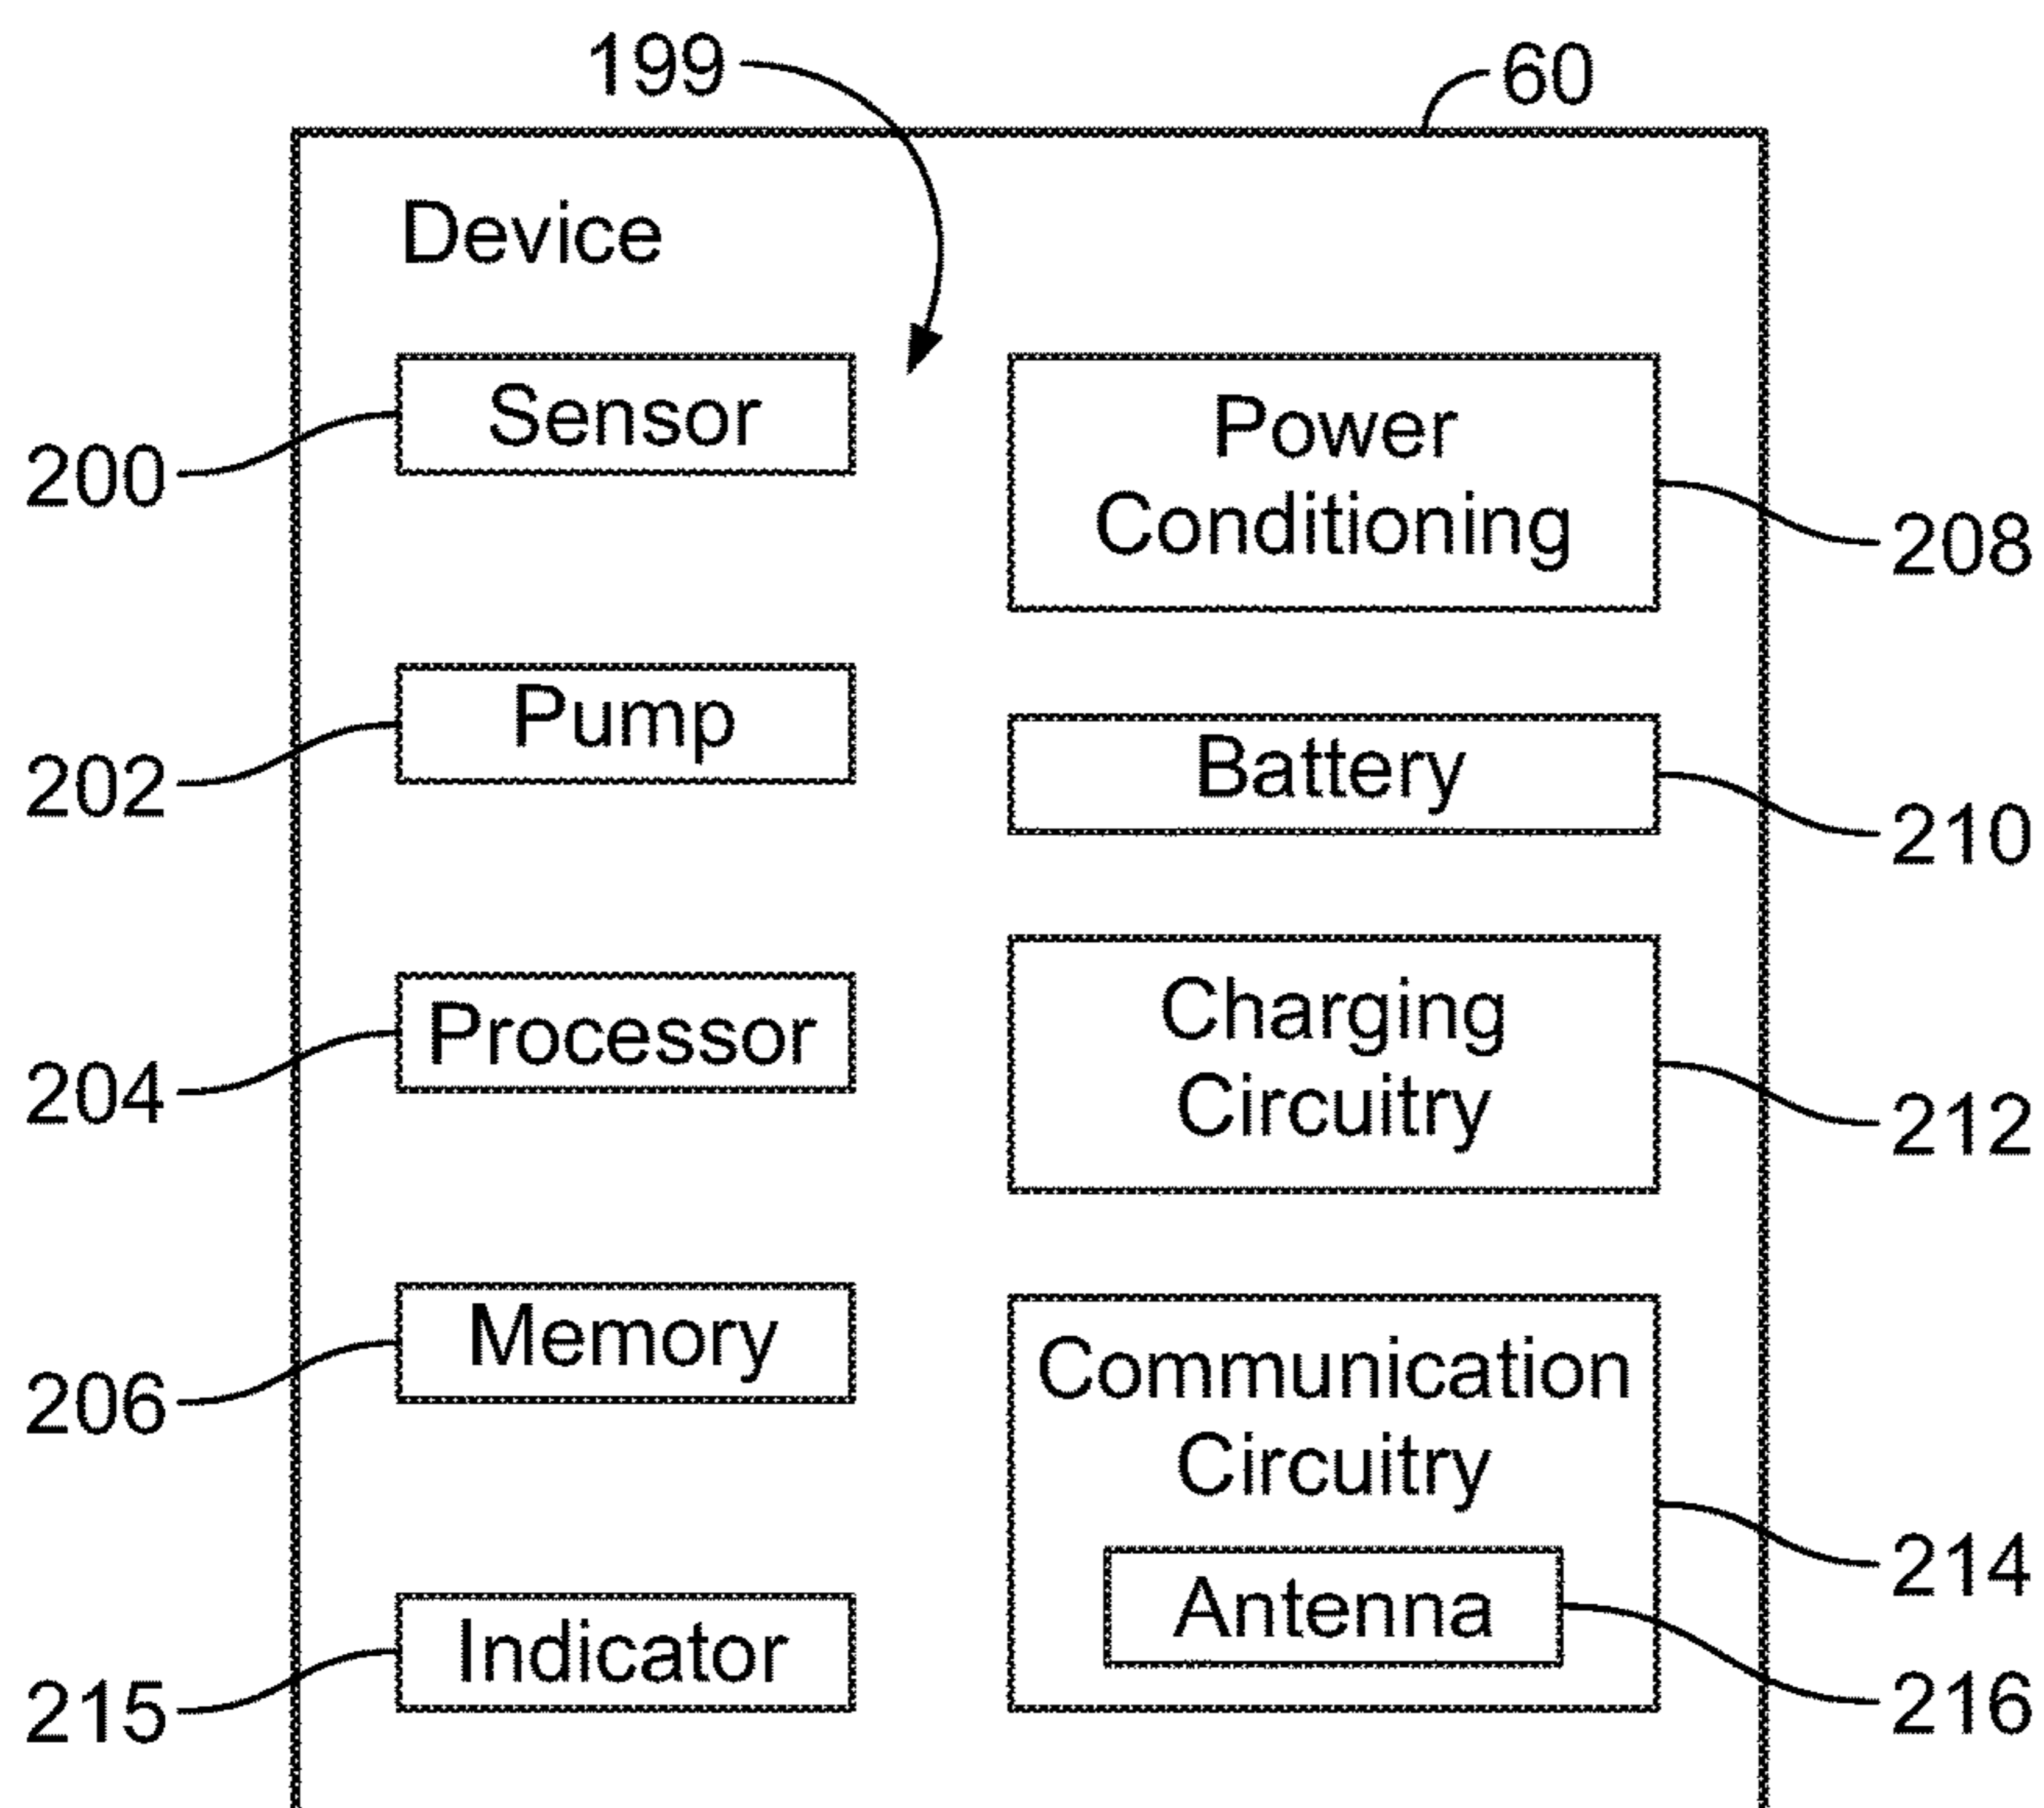 199
60
Device
Sensor
200
Power
Conditioning
208
Pump
202
Battery
210
Processor
204
Charging
Circuitry
212
Memory
206
Communication
Circuitry
214
Indicator
215
Antenna
216